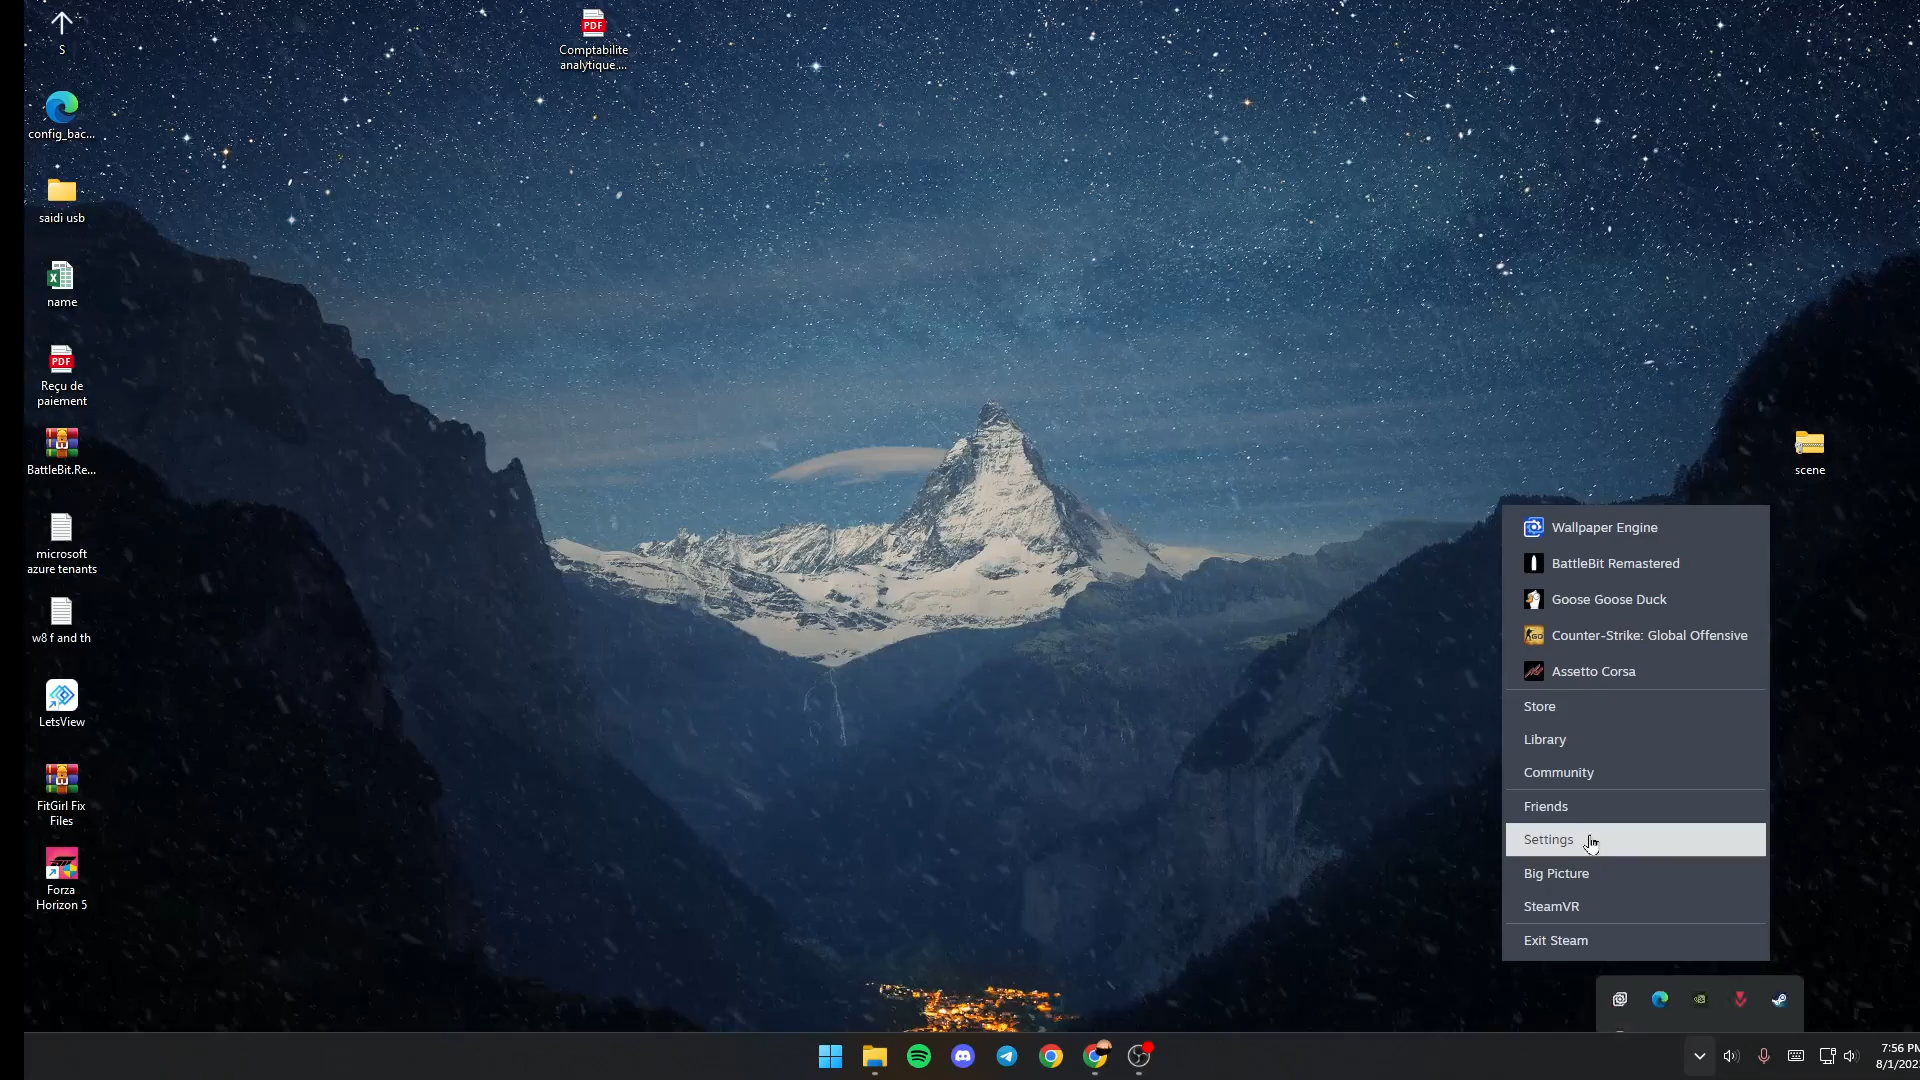 S
PDF
Comptabilite
analytique....
config_bac...
saidi usb
name
PDF
Reçu de
paiement
BattleBit.Re...
microsoft
azure tenants
w8 f and th
LetsView
FitGirl Fix
Files
Forza
Horizon 5
scene
Wallpaper Engine
BattleBit Remastered
Goose Goose Duck
Counter-Strike: Global Offensive
Assetto Corsa
Store
Library
Community
Friends
Settings
Big Picture
SteamVR
Exit Steam
7:56 PM